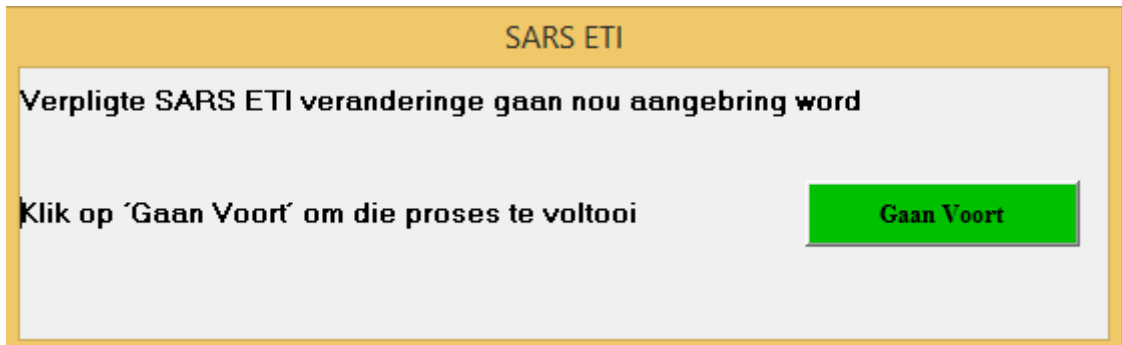 SARS ETI
Verpligte SARS ETI veranderinge gaan nou aangebring word
Klik op ´Gaan Voort´ om die proses te voltooi
Gaan Voort